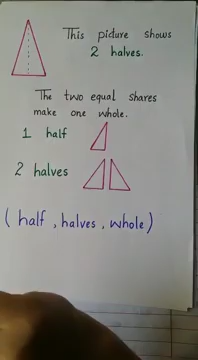 This picture shows
2 halves.
The two equal shares
make one whole.
1 half
2 halves
(half, halves, whole)